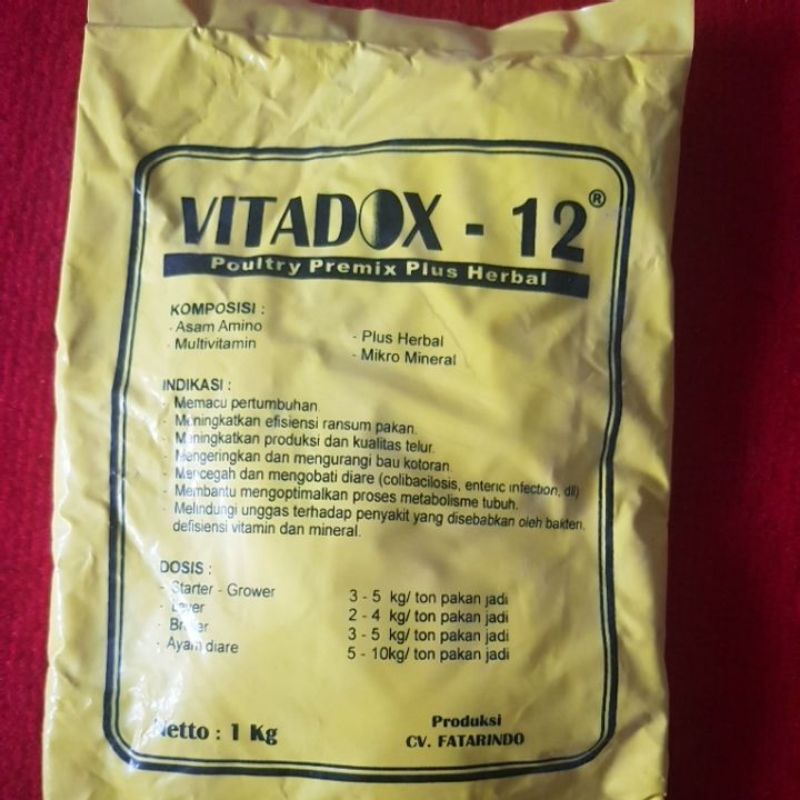 VITADOX - 12®
Poultry Premix Plus Herbal
KOMPOSISI :
- Asam Amino
- Multivitamin
- Plus Herbal
- Mikro Mineral
INDIKASI :
- Memacu pertumbuhan.
- Meningkatkan efisiensi ransum pakan.
- Meningkatkan produksi dan kualitas telur.
- Mengeringkan dan mengurangi bau kotoran.
- Mencegah dan mengobati diare (colibacilosis, enteric infection, dll)
- Membantu mengoptimalkan proses metabolisme tubuh.
- Melindungi unggas terhadap penyakit yang disebabkan oleh bakteri,
defisiensi vitamin dan mineral.
DOSIS :
- Starter - Grower 3 - 5 kg/ ton pakan jadi
- Layer 2 - 4 kg/ ton pakan jadi
- Broiler 3 - 5 kg/ ton pakan jadi
- Ayam diare 5 - 10kg/ ton pakan jadi
Netto : 1 Kg
Produksi
CV. FATARINDO